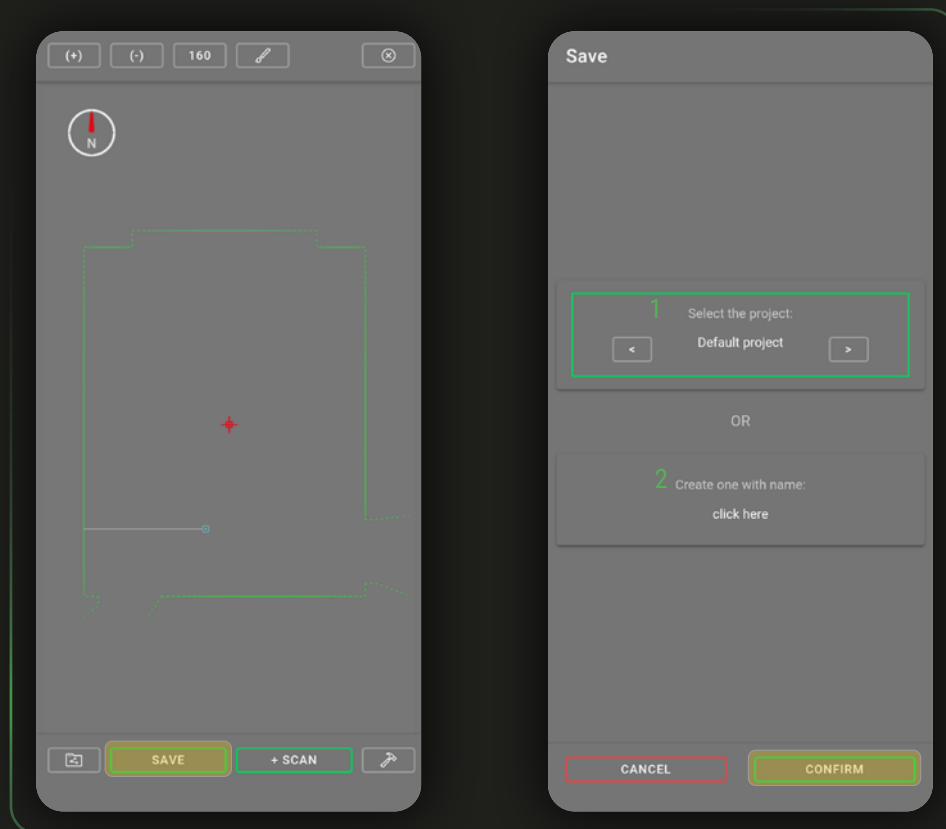 (+) (-) 160
N
SAVE + SCAN
Save
1 Select the project:
< Default project >
OR
2 Create one with name:
click here
CANCEL CONFIRM